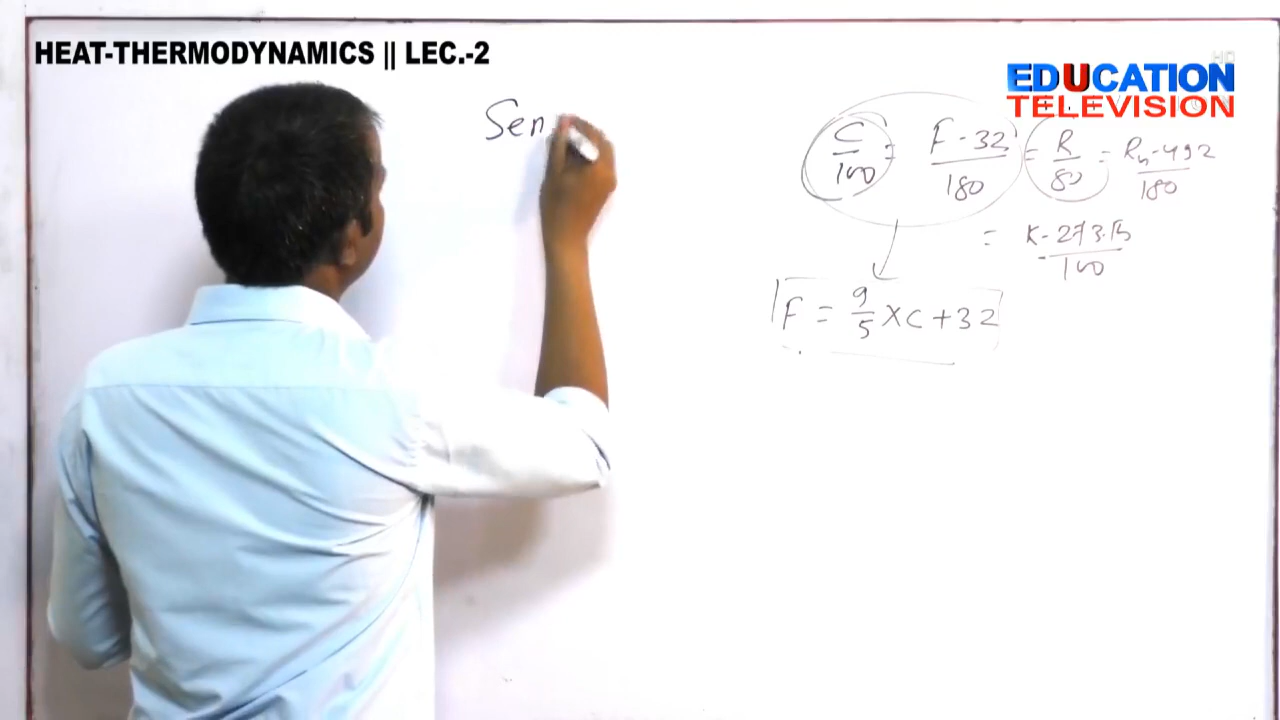 HEAT-THERMODYNAMICS || LEC.-2
EDUCATION
TELEVISION
Sen
C/100 = F-32/180 = R/80 = Rn-492/180
= K-273.15/100
F = 9/5 × C + 32